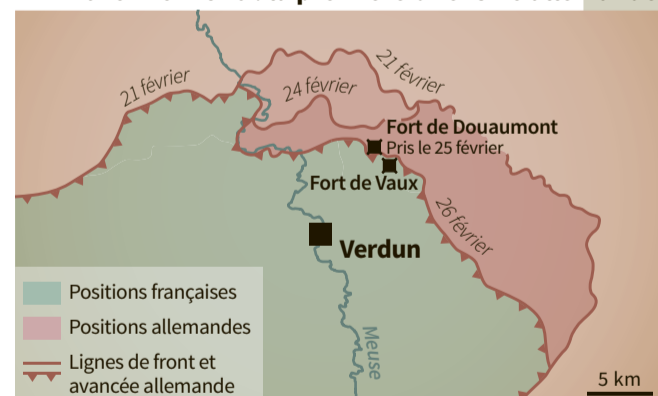 21 février
24 février
21 février
Fort de Douaumont
Pris le 25 février
Fort de Vaux
26 février
Verdun
Meuse
Positions françaises
Positions allemandes
Lignes de front et
avancée allemande
5 km